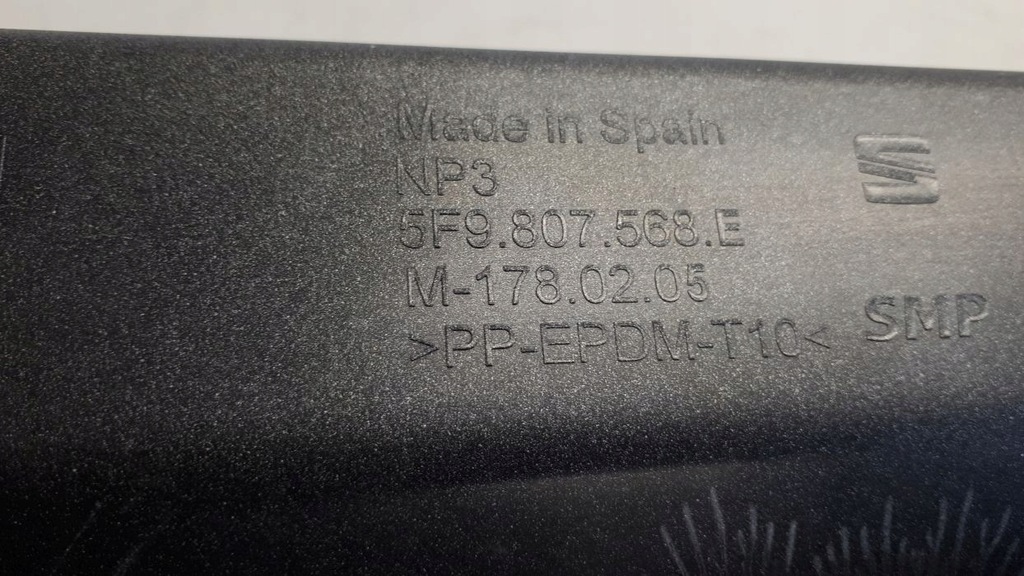 Made in Spain
NP3
5F9.807.568.E
M-178.02.05
>PP-EPDM-T10<
SMP